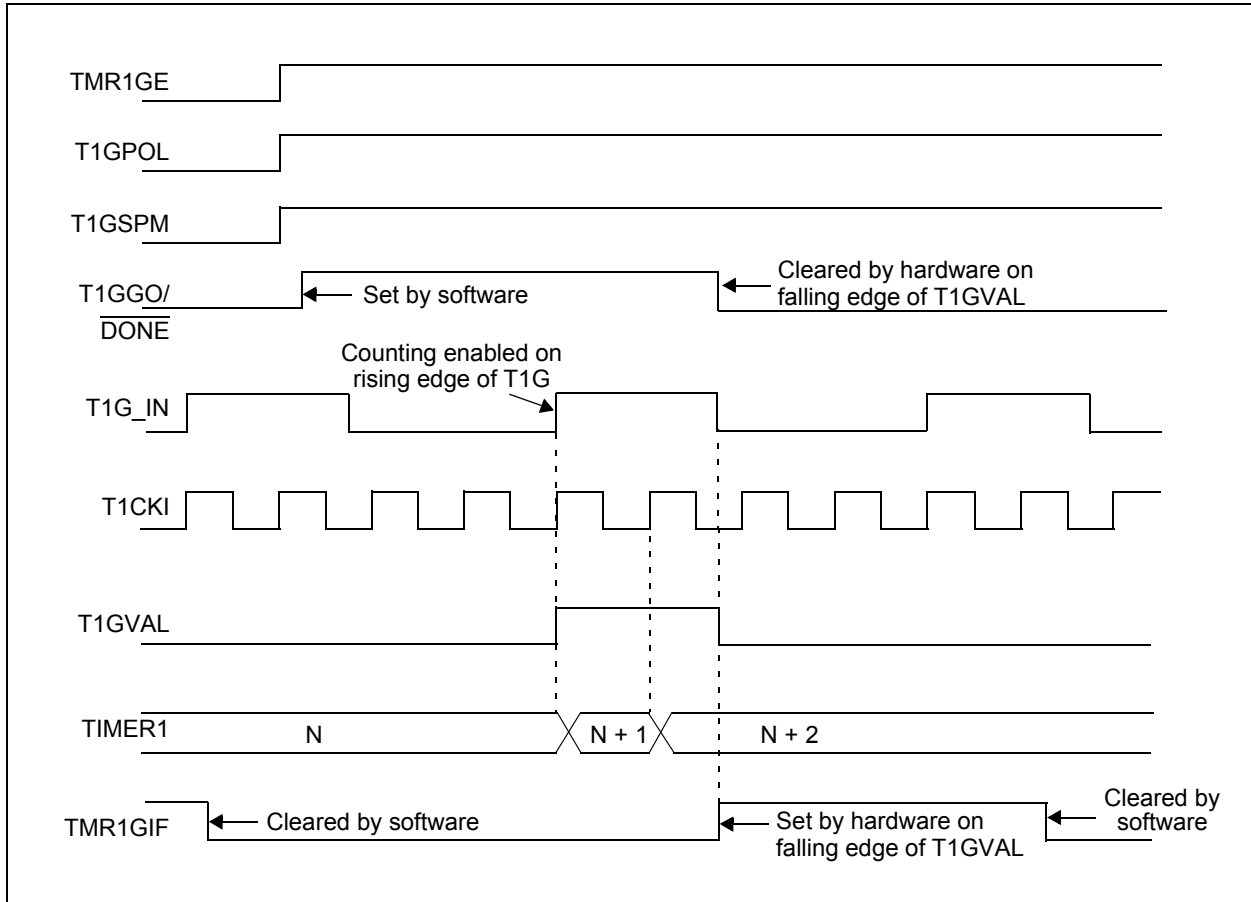 TMR1GE
T1GPOL
T1GSPM
T1GGO/
DONE
Set by software
Cleared by hardware on
falling edge of T1GVAL
Counting enabled on
rising edge of T1G
T1G_IN
T1CKI
T1GVAL
TIMER1
N
N + 1
N + 2
TMR1GIF
Cleared by software
Set by hardware on
falling edge of T1GVAL
Cleared by
software